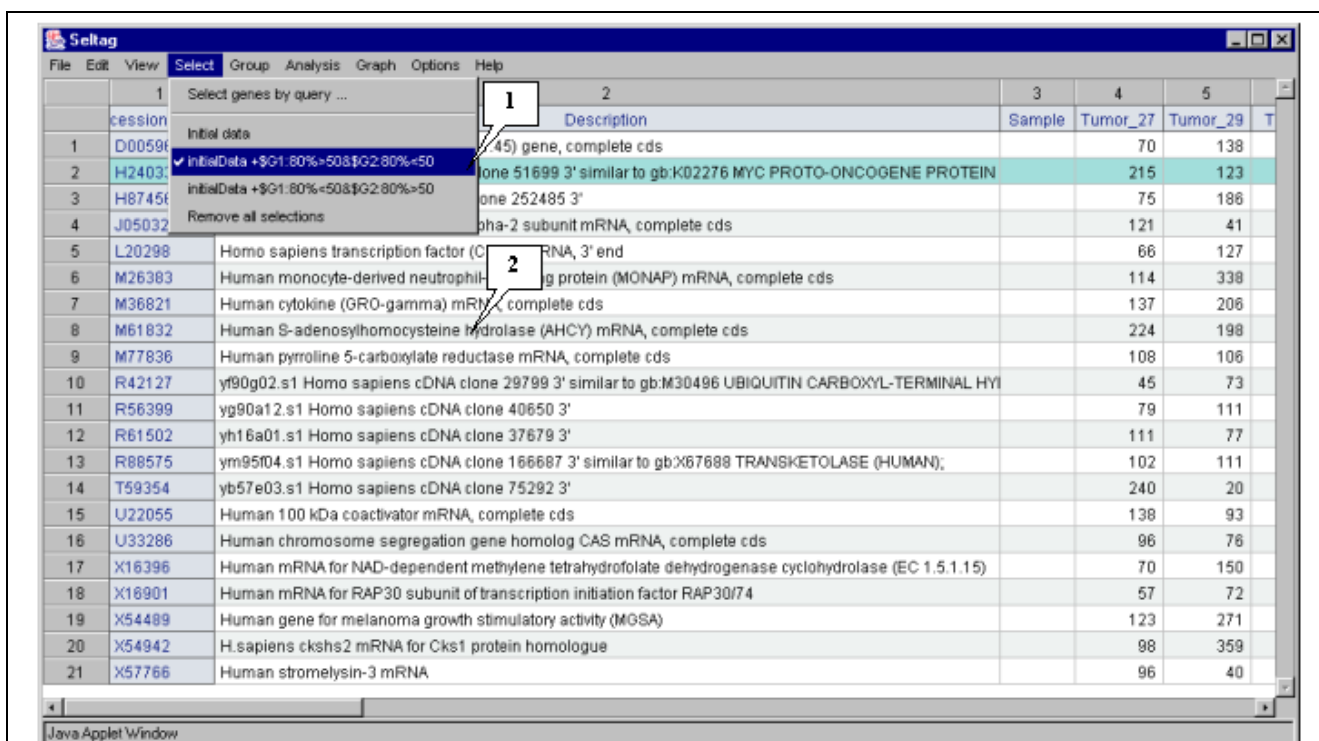 Seltag
File Edit View Select Group Analysis Graph Options Help
1 2 3 4 5
Select genes by query ...
1
cession Description Sample Tumor_27 Tumor_29 T
Initial data
1 D0059 .45) gene, complete cds 70 138
✓ initialData +$G1:80%>50&$G2:80%<50
2 H2403 lone 51699 3' similar to gb:K02276 MYC PROTO-ONCOGENE PROTEIN 215 123
initialData +$G1:80%<50&$G2:80%>50
3 H8745 one 252485 3' 75 186
Remove all selections
4 J05032 pha-2 subunit mRNA, complete cds 121 41
5 L20298 Homo sapiens transcription factor (C RNA, 3' end 66 127
2
6 M26383 Human monocyte-derived neutrophil- g protein (MONAP) mRNA, complete cds 114 338
7 M36821 Human cytokine (GRO-gamma) mRN , complete cds 137 206
8 M61832 Human S-adenosylhomocysteine hydrolase (AHCY) mRNA, complete cds 224 198
9 M77836 Human pyrroline 5-carboxylate reductase mRNA, complete cds 108 106
10 R42127 yf90g02.s1 Homo sapiens cDNA clone 29799 3' similar to gb:M30496 UBIQUITIN CARBOXYL-TERMINAL HYI 45 73
11 R56399 yg90a12.s1 Homo sapiens cDNA clone 40650 3' 79 111
12 R61502 yh16a01.s1 Homo sapiens cDNA clone 37679 3' 111 77
13 R88575 ym95f04.s1 Homo sapiens cDNA clone 166687 3' similar to gb:X67688 TRANSKETOLASE (HUMAN); 102 111
14 T59354 yb57e03.s1 Homo sapiens cDNA clone 75292 3' 240 20
15 U22055 Human 100 kDa coactivator mRNA, complete cds 138 93
16 U33286 Human chromosome segregation gene homolog CAS mRNA, complete cds 96 76
17 X16396 Human mRNA for NAD-dependent methylene tetrahydrofolate dehydrogenase cyclohydrolase (EC 1.5.1.15) 70 150
18 X16901 Human mRNA for RAP30 subunit of transcription initiation factor RAP30/74 57 72
19 X54489 Human gene for melanoma growth stimulatory activity (MGSA) 123 271
20 X54942 H.sapiens ckshs2 mRNA for Cks1 protein homologue 98 359
21 X57766 Human stromelysin-3 mRNA 96 40
Java Applet Window